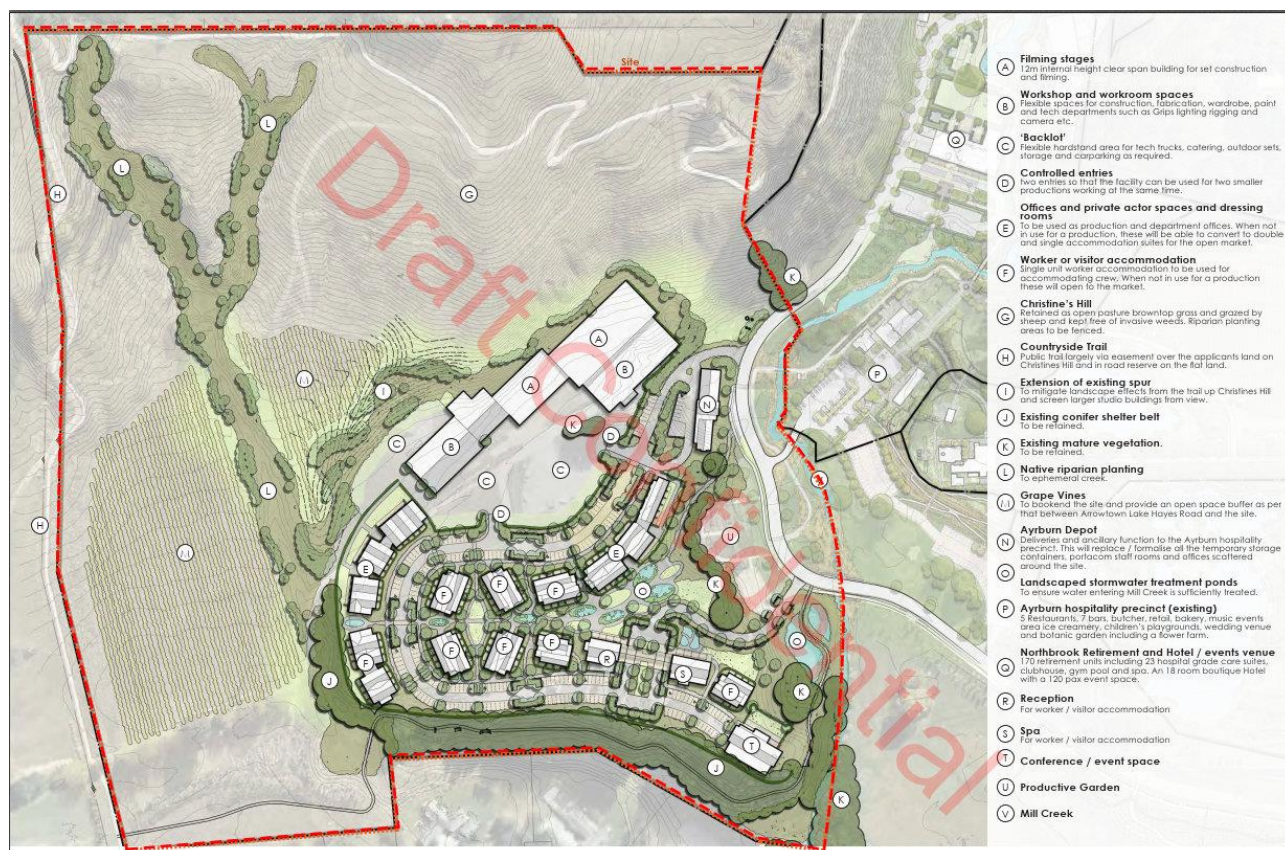 Site
Draft Confidential
A
Filming stages
12m internal height clear span building for set construction
and filming.
B
Workshop and workroom spaces
Flexible spaces for construction, fabrication, wardrobe, paint
and tech departments such as Grips lighting rigging and
camera etc.
C
'Backlot'
Flexible hardstand area for tech trucks, catering, outdoor sets,
storage and carparking as required.
D
Controlled entries
two entries so that the facility can be used for two smaller
productions working at the same time.
E
Offices and private actor spaces and dressing
rooms
To be used as production and department offices. When not
in use for a production, these will be able to convert to double
and single accommodation suites for the open market.
F
Worker or visitor accommodation
Single unit worker accommodation to be used for
accommodating crew. When not in use for a production
these will open to the market.
G
Christine's Hill
Retained as open pasture browntop grass and grazed by
sheep and kept free of invasive weeds. Riparian planting
areas to be fenced.
H
Countryside Trail
Public trail largely via easement over the applicants land on
Christines Hill and in road reserve on the flat land.
I
Extension of existing spur
To mitigate landscape effects from the trail up Christines Hill
and screen larger studio buildings from view.
J
Existing conifer shelter belt
To be retained.
K
Existing mature vegetation.
To be retained.
L
Native riparian planting
To ephemeral creek.
M
Grape Vines
To bookend the site and provide an open space buffer as per
that between Arrowtown Lake Hayes Road and the site.
N
Ayrburn Depot
Deliveries and ancillary function to the Ayrburn hospitality
precinct. This will replace / formalise all the temporary storage
containers, portacom staff rooms and offices scattered
around the site.
O
Landscaped stormwater treatment ponds
To ensure water entering Mill Creek is sufficiently treated.
P
Ayrburn hospitality precinct (existing)
5 Restaurants, 7 bars, butcher, retail, bakery, music events
area ice creamery, children's playgrounds, wedding venue
and botanic garden including a flower farm.
Q
Northbrook Retirement and Hotel / events venue
170 retirement units including 23 hospital grade care suites,
clubhouse, gym pool and spa. An 18 room boutique Hotel
with a 120 pax event space.
R
Reception
For worker / visitor accommodation
S
Spa
For worker / visitor accommodation
T
Conference / event space
U
Productive Garden
V
Mill Creek
L
L
H
G
Q
K
A
A
B
P
M
I
N
K
D
C
B
C
C
L
H
D
M
U
E
E
K
O
F
F
F
O
F
F
F
F
R
S
F
K
J
T
J
K